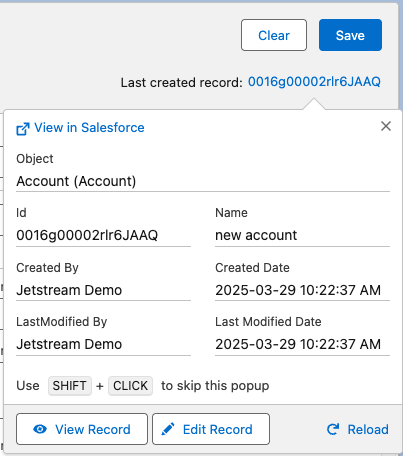 Clear Save
Last created record: 0016g00002rlr6JAAQ
View in Salesforce
Object
Account (Account)
Id Name
0016g00002rlr6JAAQ new account
Created By Created Date
Jetstream Demo 2025-03-29 10:22:37 AM
LastModified By Last Modified Date
Jetstream Demo 2025-03-29 10:22:37 AM
Use SHIFT + CLICK to skip this popup
View Record Edit Record Reload